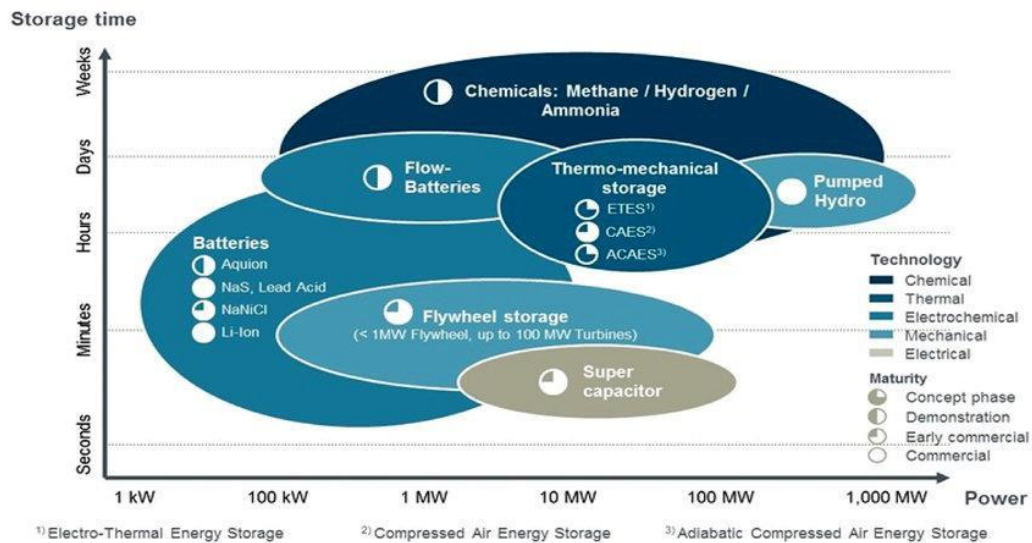 Storage time
Weeks
Days
Hours
Minutes
Seconds
Chemicals: Methane / Hydrogen /
Ammonia
Flow-
Batteries
Thermo-mechanical
storage
ETES¹⁾
CAES²⁾
ACAES³⁾
Pumped
Hydro
Batteries
Aquion
NaS, Lead Acid
NaNiCl
Li-Ion
Flywheel storage
(< 1MW Flywheel, up to 100 MW Turbines)
Super
capacitor
Technology
Chemical
Thermal
Electrochemical
Mechanical
Electrical
Maturity
Concept phase
Demonstration
Early commercial
Commercial
1 kW 100 kW 1 MW 10 MW 100 MW 1,000 MW Power
¹⁾ Electro-Thermal Energy Storage ²⁾ Compressed Air Energy Storage ³⁾ Adiabatic Compressed Air Energy Storage